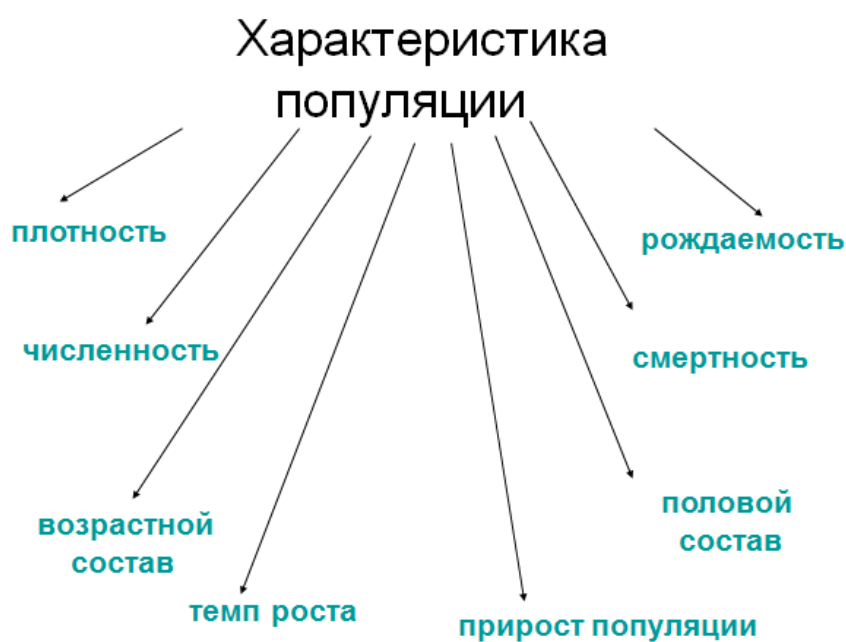 Характеристика
популяции
плотность
рождаемость
численность
смертность
возрастной
состав
половой
состав
темп роста
прирост популяции